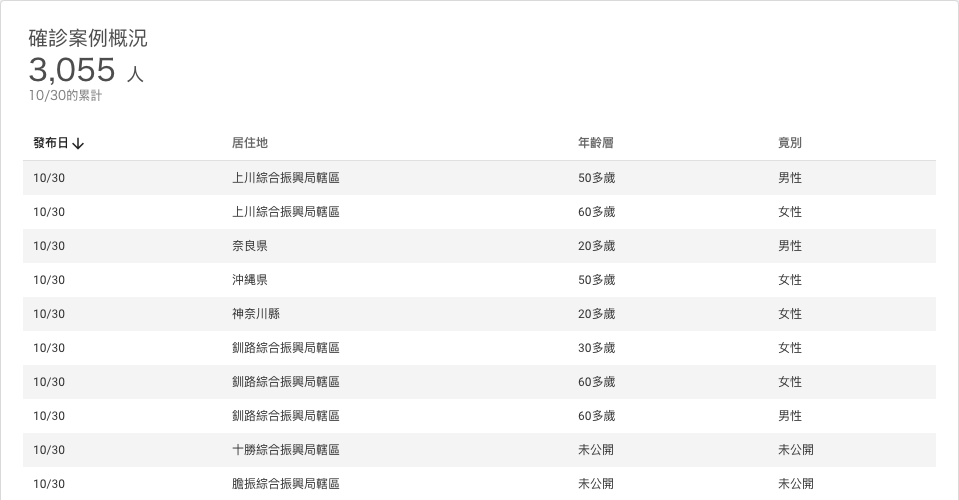 確診案例概況
3,055 人
10/30的累計
發布日↓ 居住地 年齡層 竟別
10/30 上川綜合振興局轄區 50多歲 男性
10/30 上川綜合振興局轄區 60多歲 女性
10/30 奈良県 20多歲 男性
10/30 沖縄県 50多歲 女性
10/30 神奈川縣 20多歲 女性
10/30 釧路綜合振興局轄區 30多歲 女性
10/30 釧路綜合振興局轄區 60多歲 女性
10/30 釧路綜合振興局轄區 60多歲 男性
10/30 十勝綜合振興局轄區 未公開 未公開
10/30 膽振綜合振興局轄區 未公開 未公開